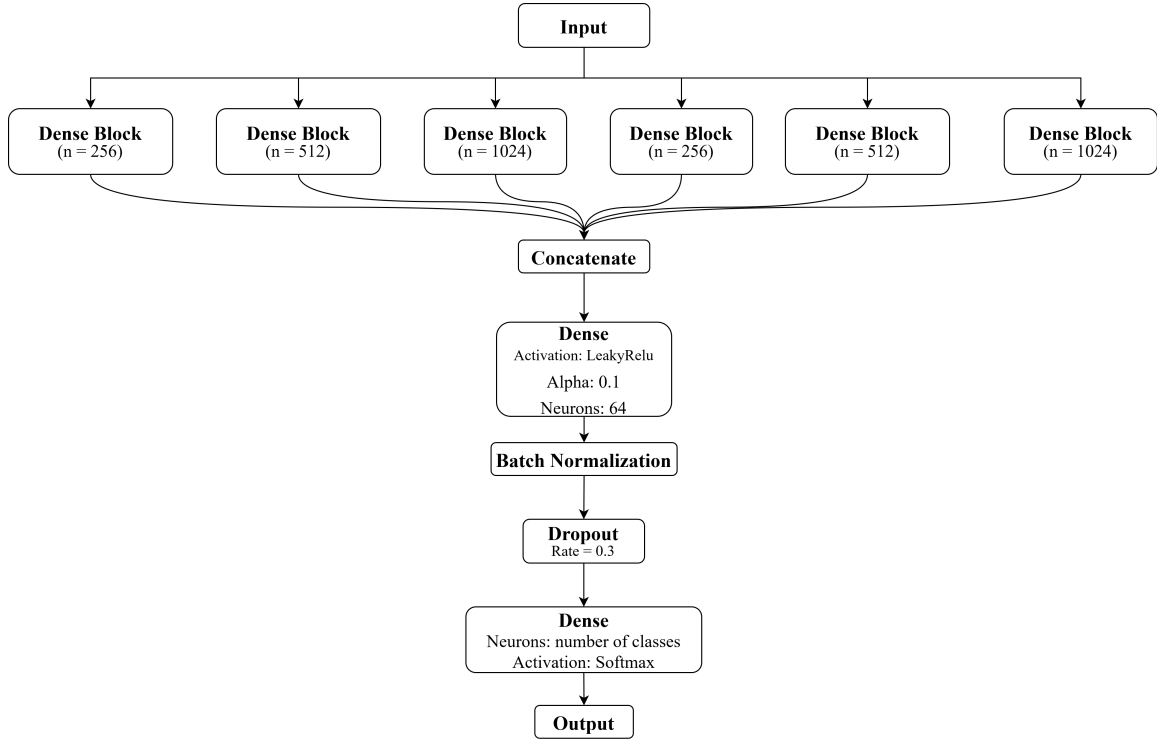 Input
Dense Block
(n = 256)
Dense Block
(n = 512)
Dense Block
(n = 1024)
Dense Block
(n = 256)
Dense Block
(n = 512)
Dense Block
(n = 1024)
Concatenate
Dense
Activation: LeakyRelu
Alpha: 0.1
Neurons: 64
Batch Normalization
Dropout
Rate = 0.3
Dense
Neurons: number of classes
Activation: Softmax
Output